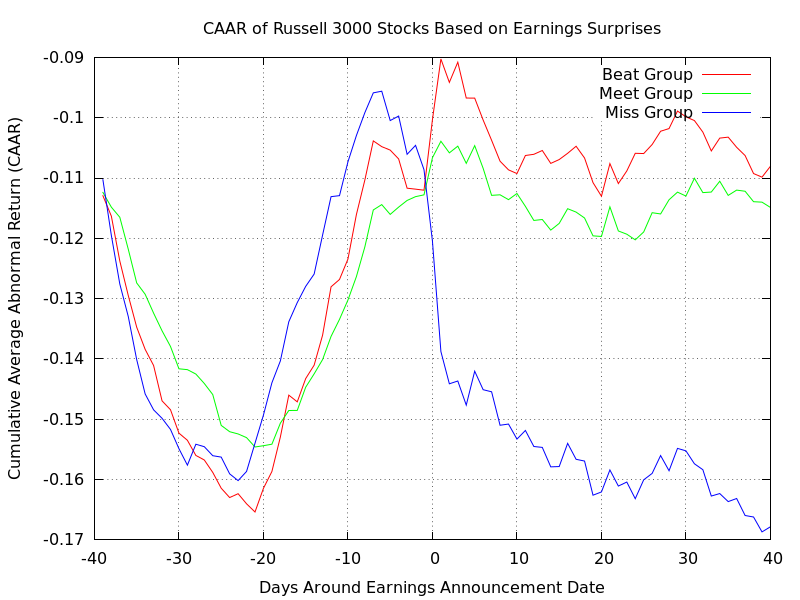 CAAR of Russell 3000 Stocks Based on Earnings Surprises
-0.09
-0.1
-0.11
-0.12
-0.13
-0.14
-0.15
-0.16
-0.17
Cumulative Average Abnormal Return (CAAR)
Beat Group
Meet Group
Miss Group
-40 -30 -20 -10 0 10 20 30 40
Days Around Earnings Announcement Date